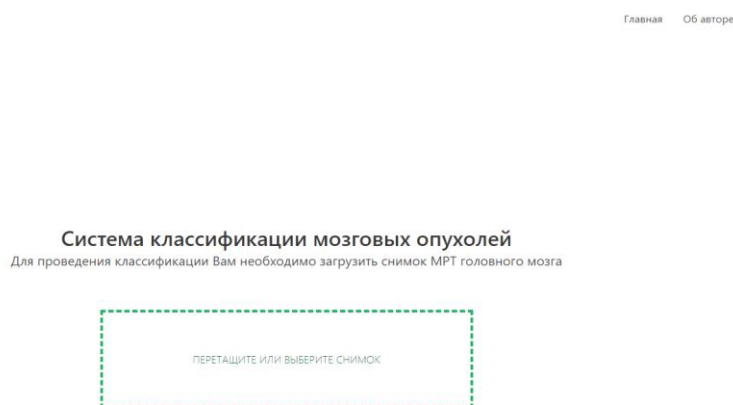 Главная Об авторе
Система классификации мозговых опухолей
Для проведения классификации Вам необходимо загрузить снимок МРТ головного мозга
ПЕРЕТАЩИТЕ ИЛИ ВЫБЕРИТЕ СНИМОК